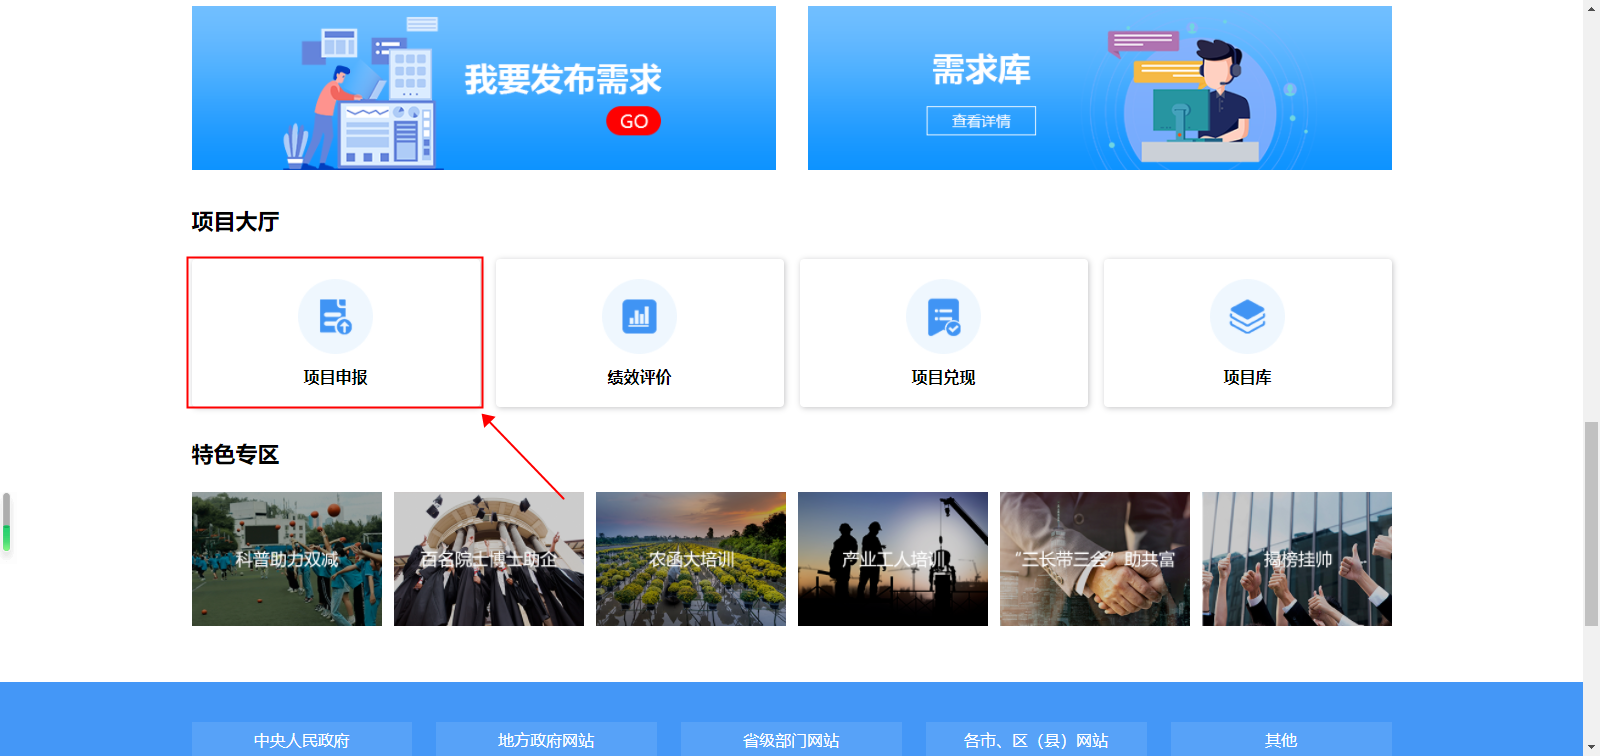 我要发布需求
GO
需求库
查看详情
项目大厅
项目申报
绩效评价
项目兑现
项目库
特色专区
科普助力双减
百名院士博士助企
农函大培训
产业工人培训
“三长带三会”助共富
揭榜挂帅
中央人民政府
地方政府网站
省级部门网站
各市、区（县）网站
其他